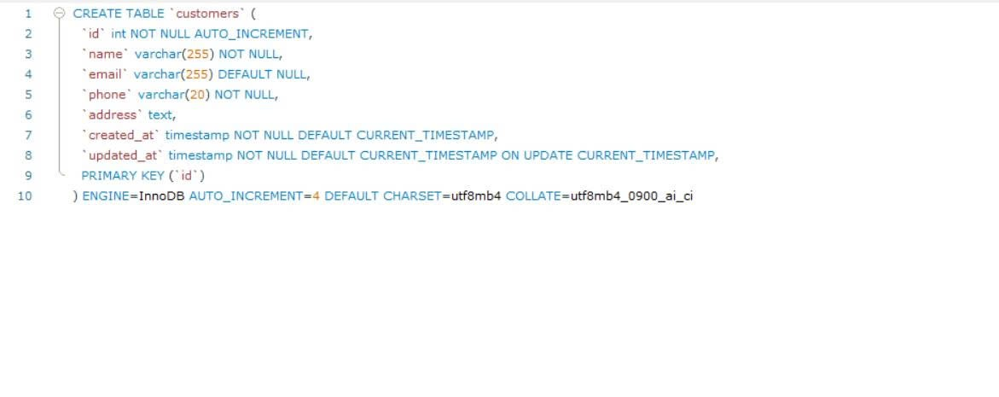 1 CREATE TABLE `customers` (
2 `id` int NOT NULL AUTO_INCREMENT,
3 `name` varchar(255) NOT NULL,
4 `email` varchar(255) DEFAULT NULL,
5 `phone` varchar(20) NOT NULL,
6 `address` text,
7 `created_at` timestamp NOT NULL DEFAULT CURRENT_TIMESTAMP,
8 `updated_at` timestamp NOT NULL DEFAULT CURRENT_TIMESTAMP ON UPDATE CURRENT_TIMESTAMP,
9 PRIMARY KEY (`id`)
10 ) ENGINE=InnoDB AUTO_INCREMENT=4 DEFAULT CHARSET=utf8mb4 COLLATE=utf8mb4_0900_ai_ci